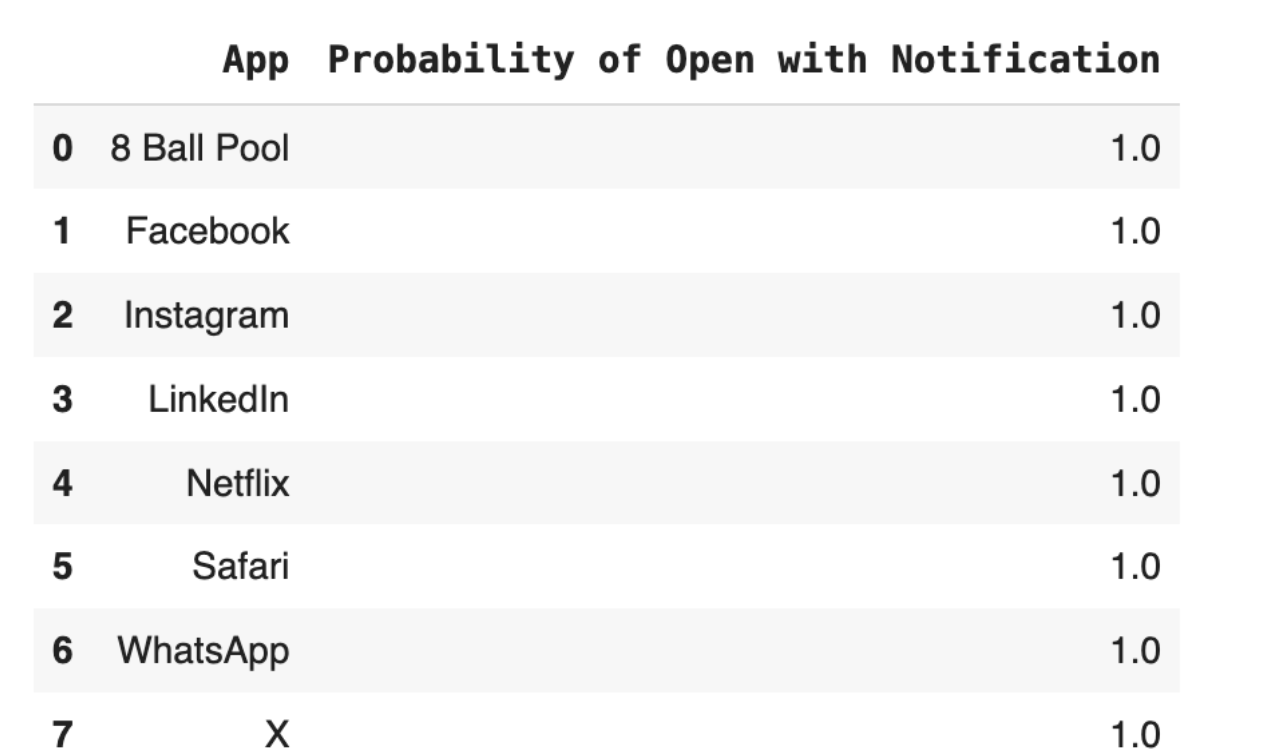 App Probability of Open with Notification
0 8 Ball Pool 1.0
1 Facebook 1.0
2 Instagram 1.0
3 LinkedIn 1.0
4 Netflix 1.0
5 Safari 1.0
6 WhatsApp 1.0
7 X 1.0